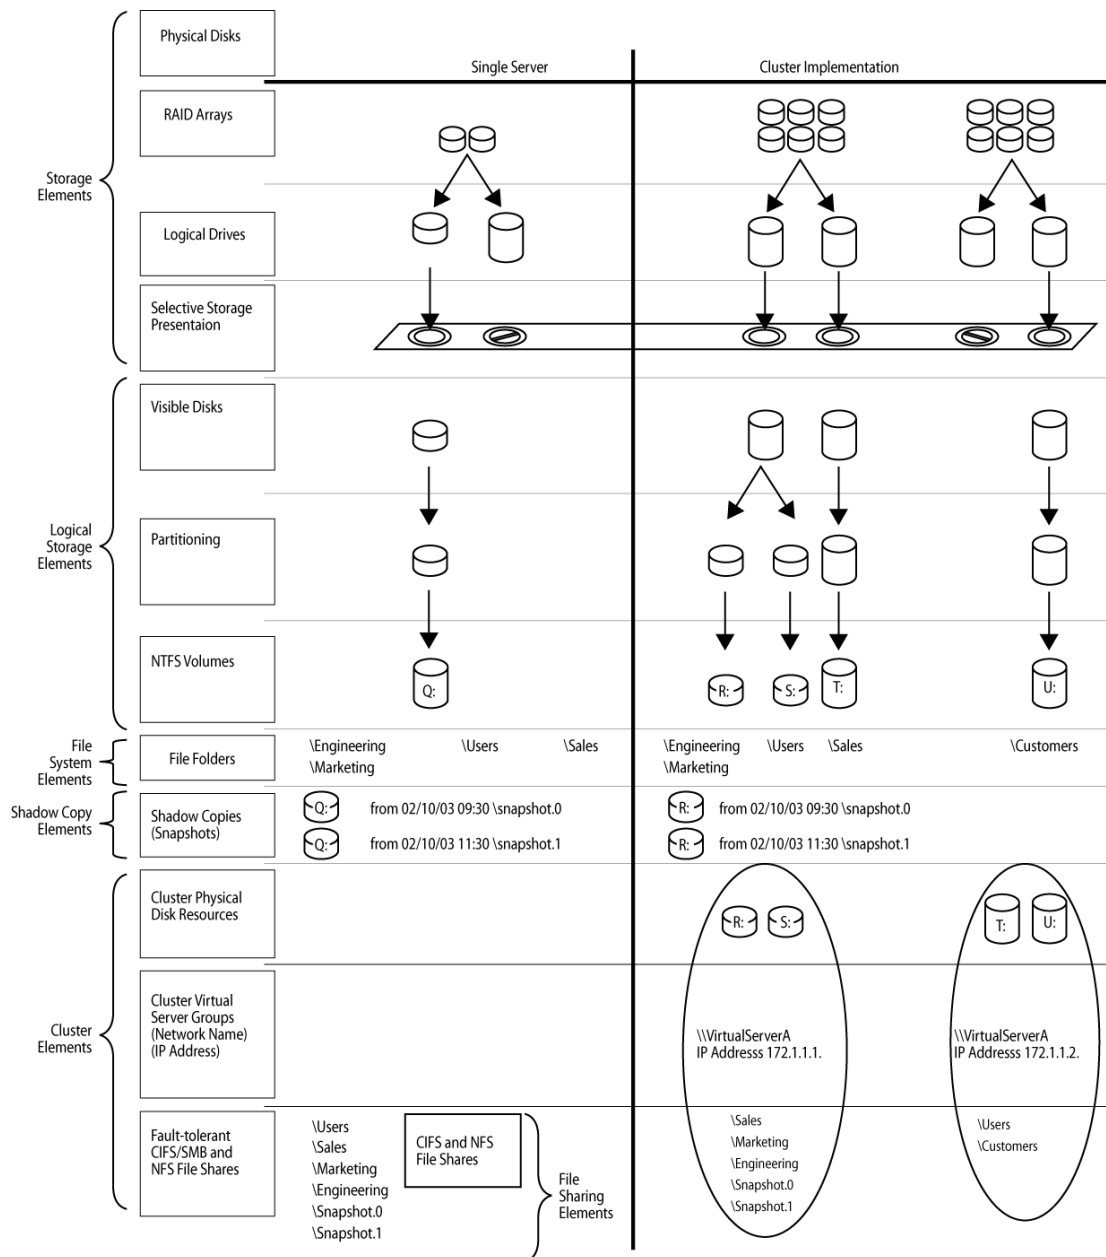 Physical Disks
Single Server
Cluster Implementation
RAID Arrays
Storage
Elements
Logical Drives
Selective Storage
Presentaion
Visible Disks
Logical
Storage
Elements
Partitioning
NTFS Volumes
Q:
R:
S:
T:
U:
File
System
Elements
File Folders
\Engineering
\Marketing
\Users
\Sales
\Engineering
\Marketing
\Users
\Sales
\Customers
Shadow Copy
Elements
Shadow Copies
(Snapshots)
Q:
from 02/10/03 09:30 \snapshot.0
Q:
from 02/10/03 11:30 \snapshot.1
R:
from 02/10/03 09:30 \snapshot.0
R:
from 02/10/03 11:30 \snapshot.1
Cluster
Elements
Cluster Physical
Disk Resources
R:
S:
T:
U:
Cluster Virtual
Server Groups
(Network Name)
(IP Address)
\\VirtualServerA
IP Addresss 172.1.1.1.
\\VirtualServerA
IP Addresss 172.1.1.2.
Fault-tolerant
CIFS/SMB and
NFS File Shares
\Users
\Sales
\Marketing
\Engineering
\Snapshot.0
\Snapshot.1
CIFS and NFS
File Shares
File
Sharing
Elements
\Sales
\Marketing
\Engineering
\Snapshot.0
\Snapshot.1
\Users
\Customers